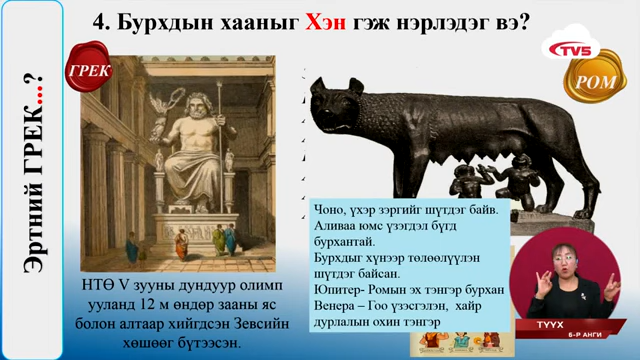 4. Бурхдын хааныг Хэн гэж нэрлэдэг вэ?
TV5
ГРЕК
РОМ
Эртний ГРЕК...?
НТӨ V зууны дундуур олимп
ууланд 12 м өндөр зааны яс
болон алтаар хийгдсэн Зевсийн
хөшөөг бүтээсэн.
Чоно, үхэр зэргийг шүтдэг байв.
Аливаа юмс үзэгдэл бүгд
бурхантай.
Бурхдыг хүнээр төлөөлүүлэн
шүтдэг байсан.
Юпитер- Ромын эх тэнгэр бурхан
Венера – Гоо үзэсгэлэн, хайр
дурлалын охин тэнгэр
ТҮҮХ
6-Р АНГИ